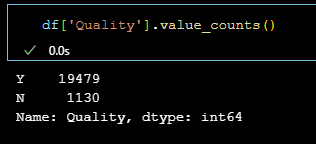 df['Quality'].value_counts()
0.0s
Y    19479
N     1130
Name: Quality, dtype: int64